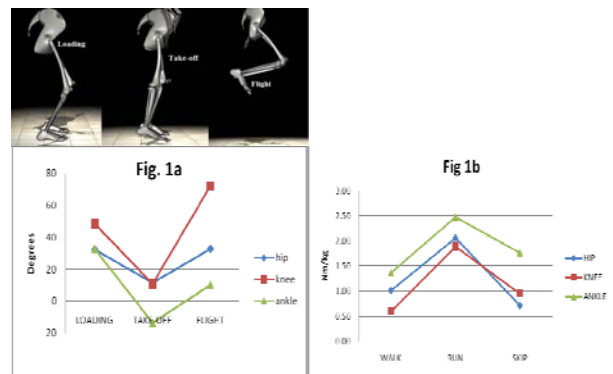 Loading
Take-off
Flight
Fig. 1a
80
60
40
20
0
20
Degrees
LOADING
TAKE OFF
FLIGHT
hip
knee
ankle
Fig 1b
3.00
2.50
2.00
1.50
1.00
0.50
0.00
Nm/kg
WALK
RUN
SKIP
HIP
KNEE
ANKLE